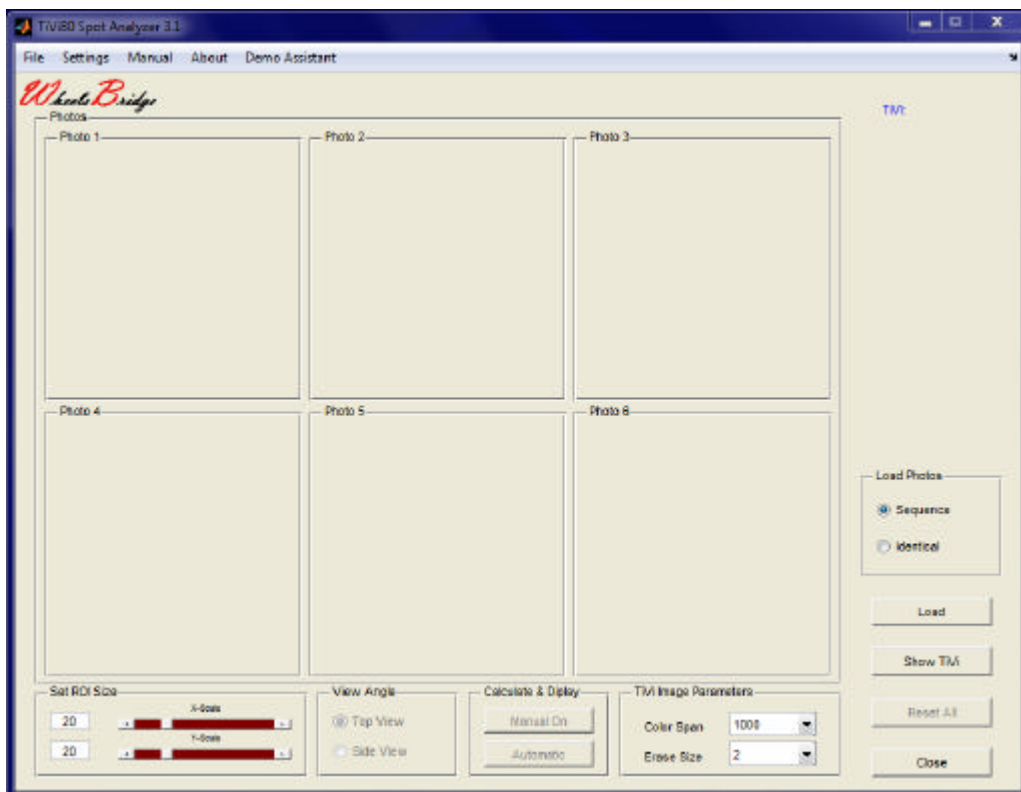 TiVi80 Spot Analyzer 3.1
File Settings Manual About Demo Assistant
WheelsBridge
TiVi:
Photos
Photo 1 Photo 2 Photo 3
Photo 4 Photo 5 Photo 6
Load Photos
Sequence
Identical
Load
Show TiVi
Reset All
Close
Set ROI Size
X-Scale
20
Y-Scale
20
View Angle
Top View
Side View
Calculate & Diplay
Manual On
Automatic
TiVi Image Parameters
Color Span 1000
Erase Size 2